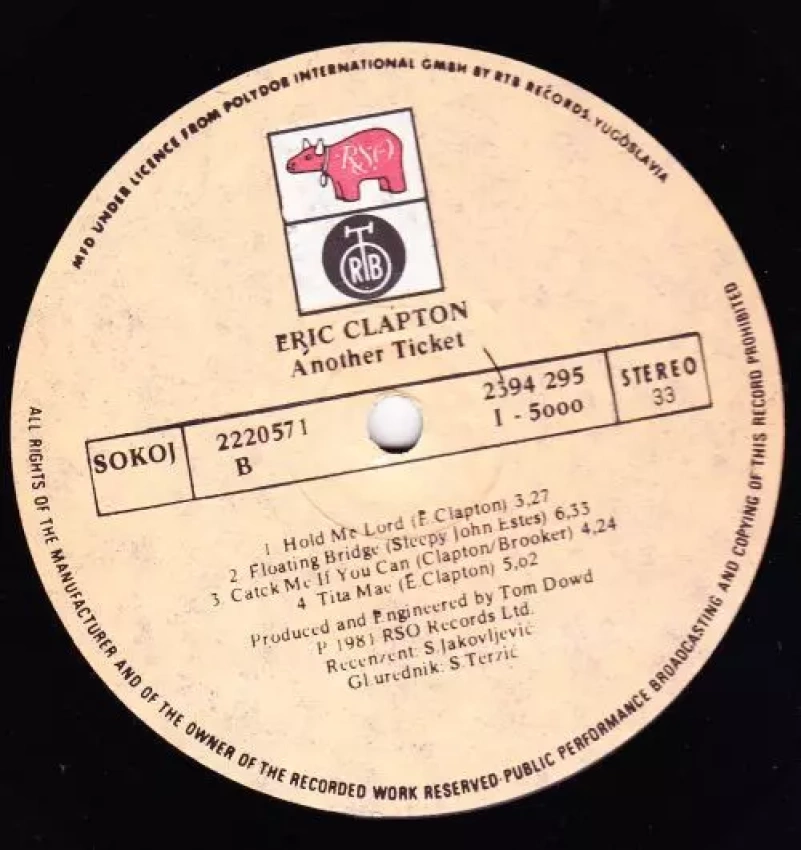 MFD UNDER LICENCE FROM POLYDOR INTERNATIONAL GMBH BY RTB RECORDS, YUGOSLAVIA
RSO
RTB
ERIC CLAPTON
Another Ticket
SOKOJ
2220571
B
2394 295
I - 5000
STEREO
33
1 Hold Me Lord (E.Clapton) 3,27
2 Floating Bridge (Sleepy John Estes) 6,33
3 Catck Me If You Can (Clapton/Brooker) 4,24
4 Tita Mae (E.Clapton) 5,02
Produced and Engineered by Tom Dowd
P 1981 RSO Records Ltd.
Recenzent: S.Jakovljević
Gl.urednik: S.Terzić
ALL RIGHTS OF THE MANUFACTURER AND OF THE OWNER OF THE RECORDED WORK RESERVED·PUBLIC PERFORMANCE BROADCASTING AND COPYING OF THIS RECORD PROHIBITED